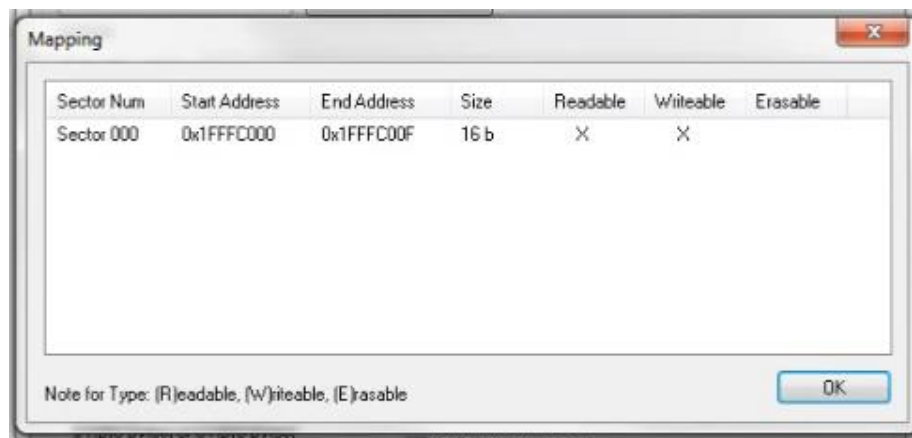 Mapping
Sector Num Start Address End Address Size Readable Writeable Erasable
Sector 000 0x1FFFC000 0x1FFFC00F 16 b X X
Note for Type: (R)eadable, (W)riteable, (E)rasable
OK